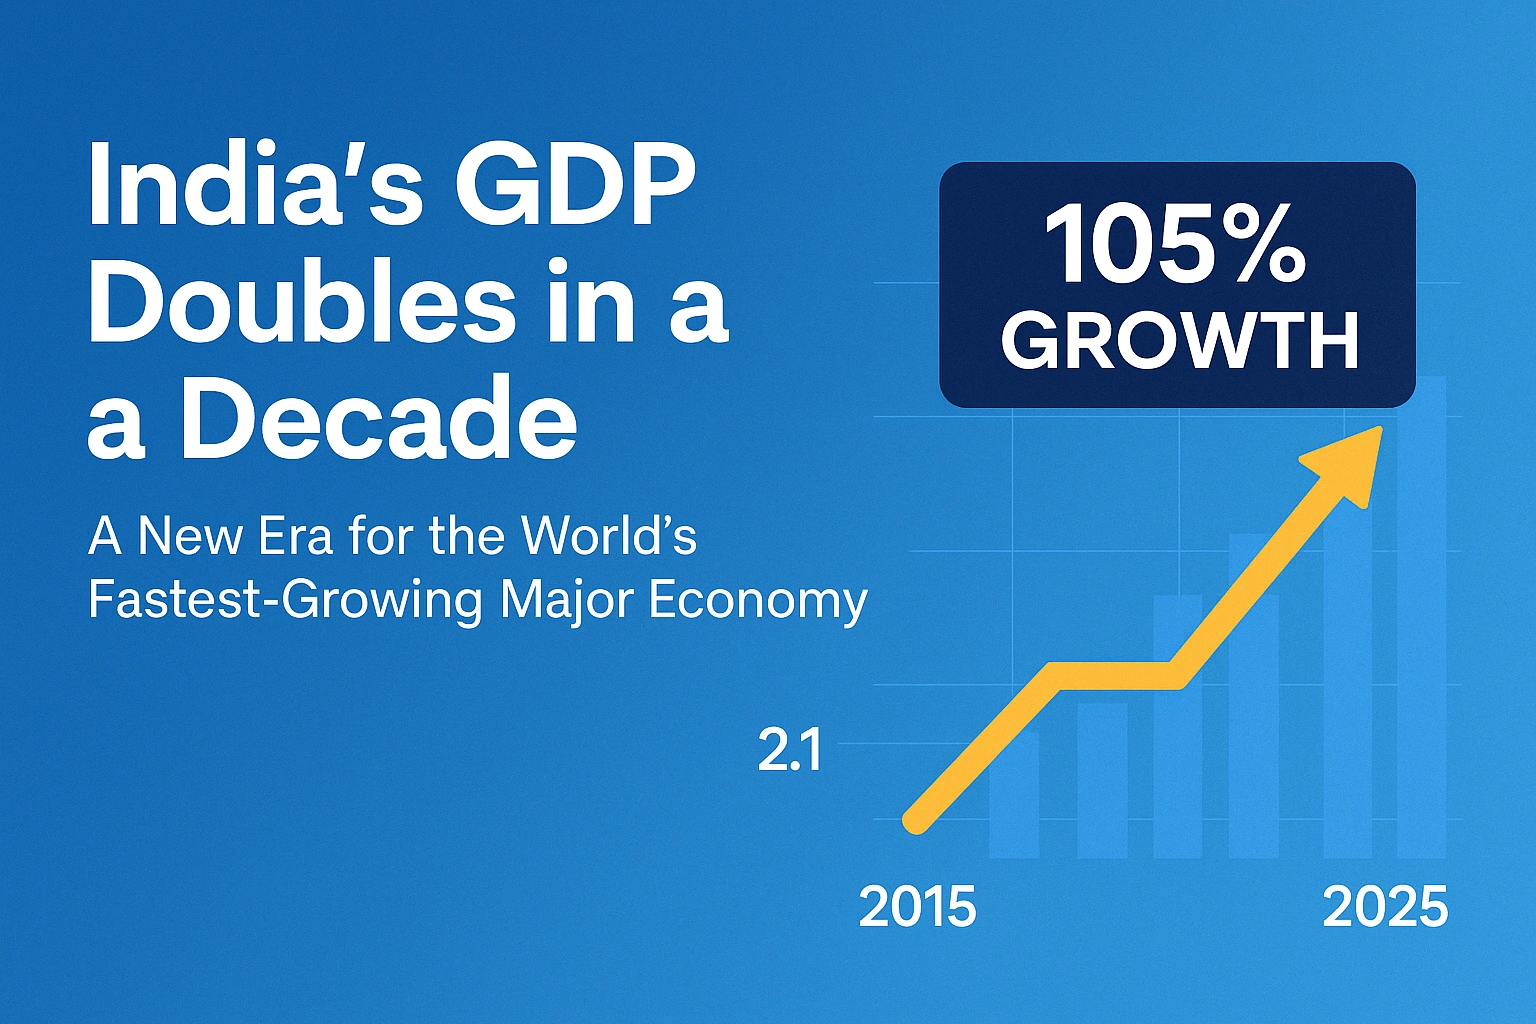 India’s GDP
Doubles in a
a Decade
A New Era for the World’s
Fastest-Growing Major Economy
105%
GROWTH
2.1
2015
2025